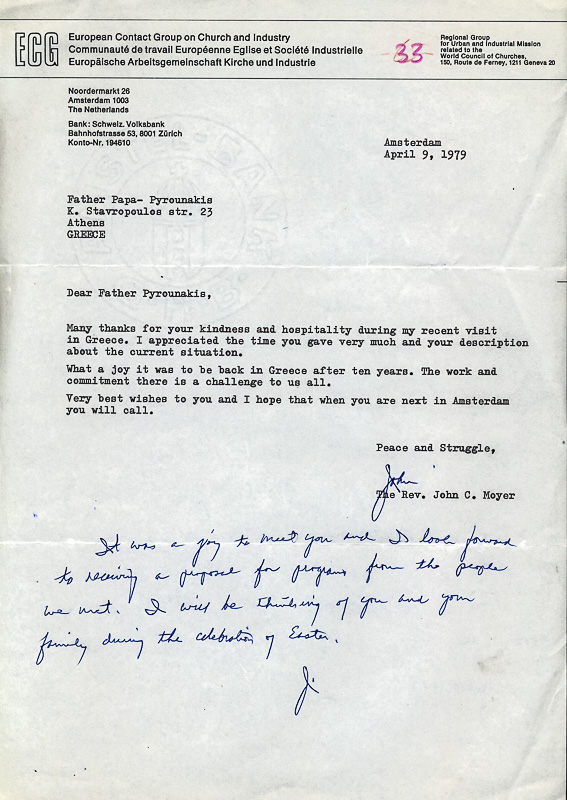 ECG
European Contact Group on Church and Industry
Communauté de travail Européenne Eglise et Société Industrielle
Europäische Arbeitsgemeinschaft Kirche und Industrie
33
Regional Group
for Urban and Industrial Mission
related to the
World Council of Churches,
150, Route de Ferney, 1211 Geneva 20
Noordermarkt 26
Amsterdam 1003
The Netherlands
Bank: Schweiz. Volksbank
Bahnhofstrasse 53, 8001 Zürich
Konto-Nr. 194610
Amsterdam
April 9, 1979
Father Papa- Pyrounakis
K. Stavropoulos str. 23
Athens
GREECE
Dear Father Pyrounakis,
Many thanks for your kindness and hospitality during my recent visit
in Greece. I appreciated the time you gave very much and your description
about the current situation.
What a joy it was to be back in Greece after ten years. The work and
commitment there is a challenge to us all.
Very best wishes to you and I hope that when you are next in Amsterdam
you will call.
Peace and Struggle,
John
The Rev. John C. Moyer
It was a joy to meet you and I look forward
to receiving a proposal for programs from the people
we met. I will be thinking of you and your
family during the celebration of Easter.